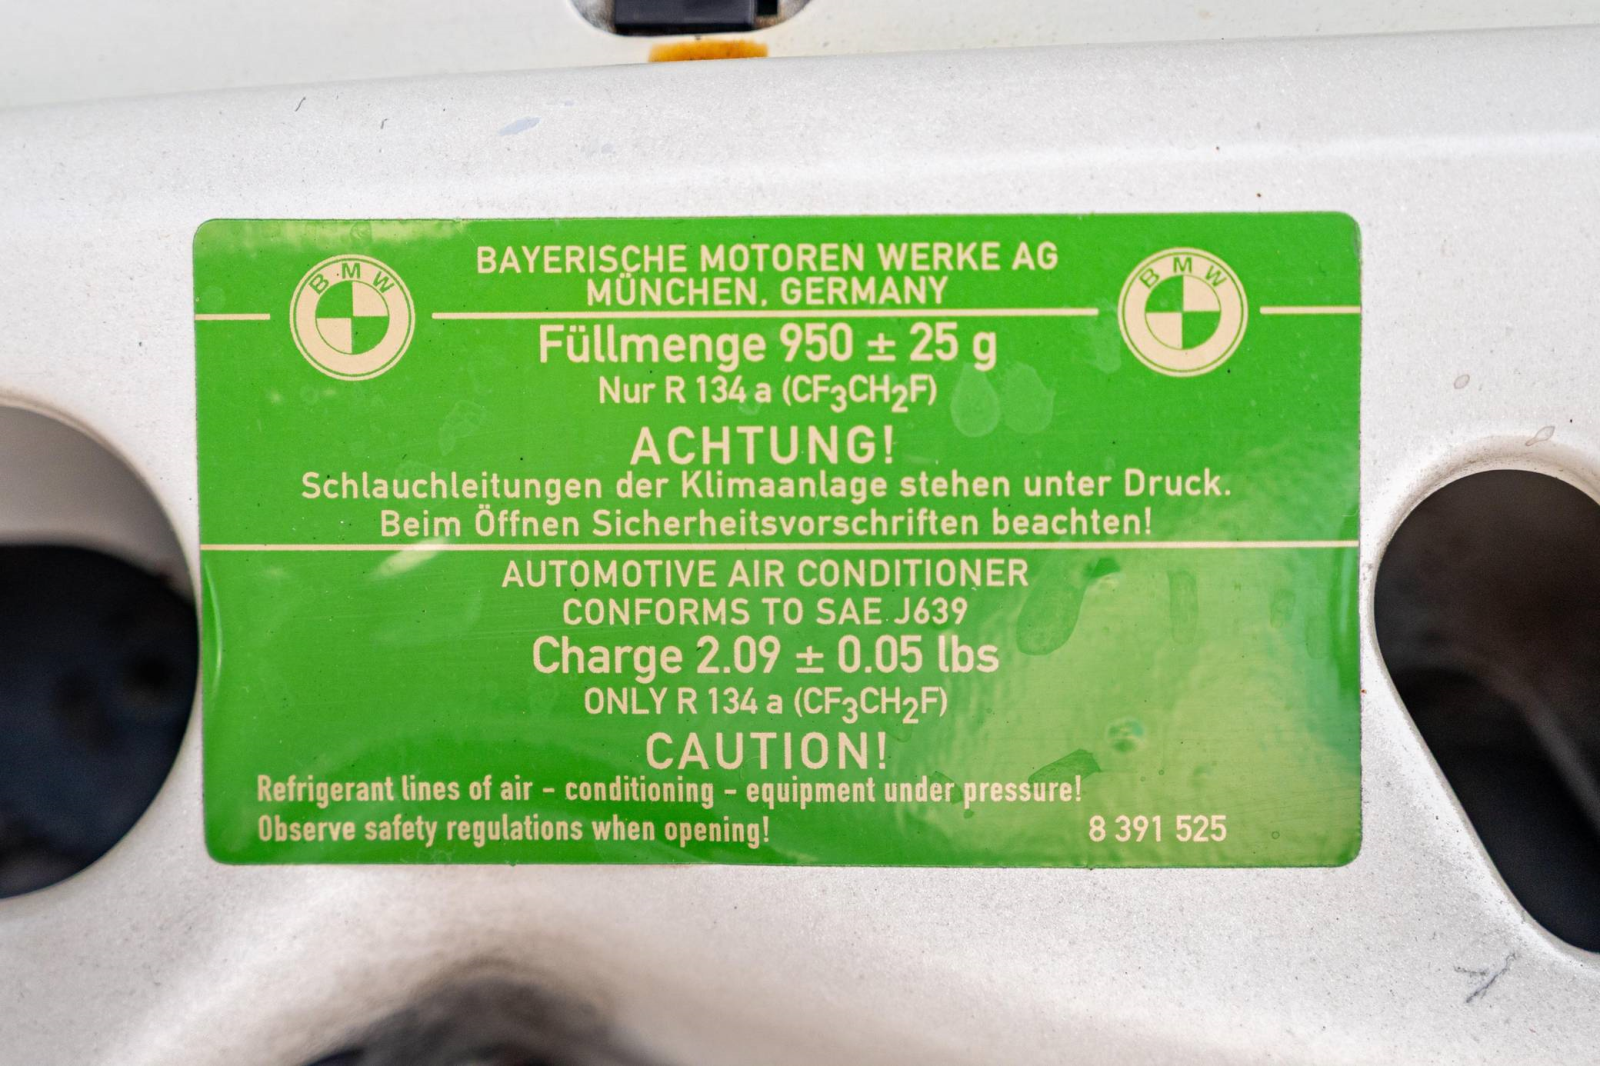 BAYERISCHE MOTOREN WERKE AG
MÜNCHEN, GERMANY
BMW
BMW
Füllmenge 950 ± 25 g
Nur R 134 a (CF₃CH₂F)
ACHTUNG!
Schlauchleitungen der Klimaanlage stehen unter Druck.
Beim Öffnen Sicherheitsvorschriften beachten!
AUTOMOTIVE AIR CONDITIONER
CONFORMS TO SAE J639
Charge 2.09 ± 0.05 lbs
ONLY R 134 a (CF₃CH₂F)
CAUTION!
Refrigerant lines of air – conditioning – equipment under pressure!
Observe safety regulations when opening!
8 391 525